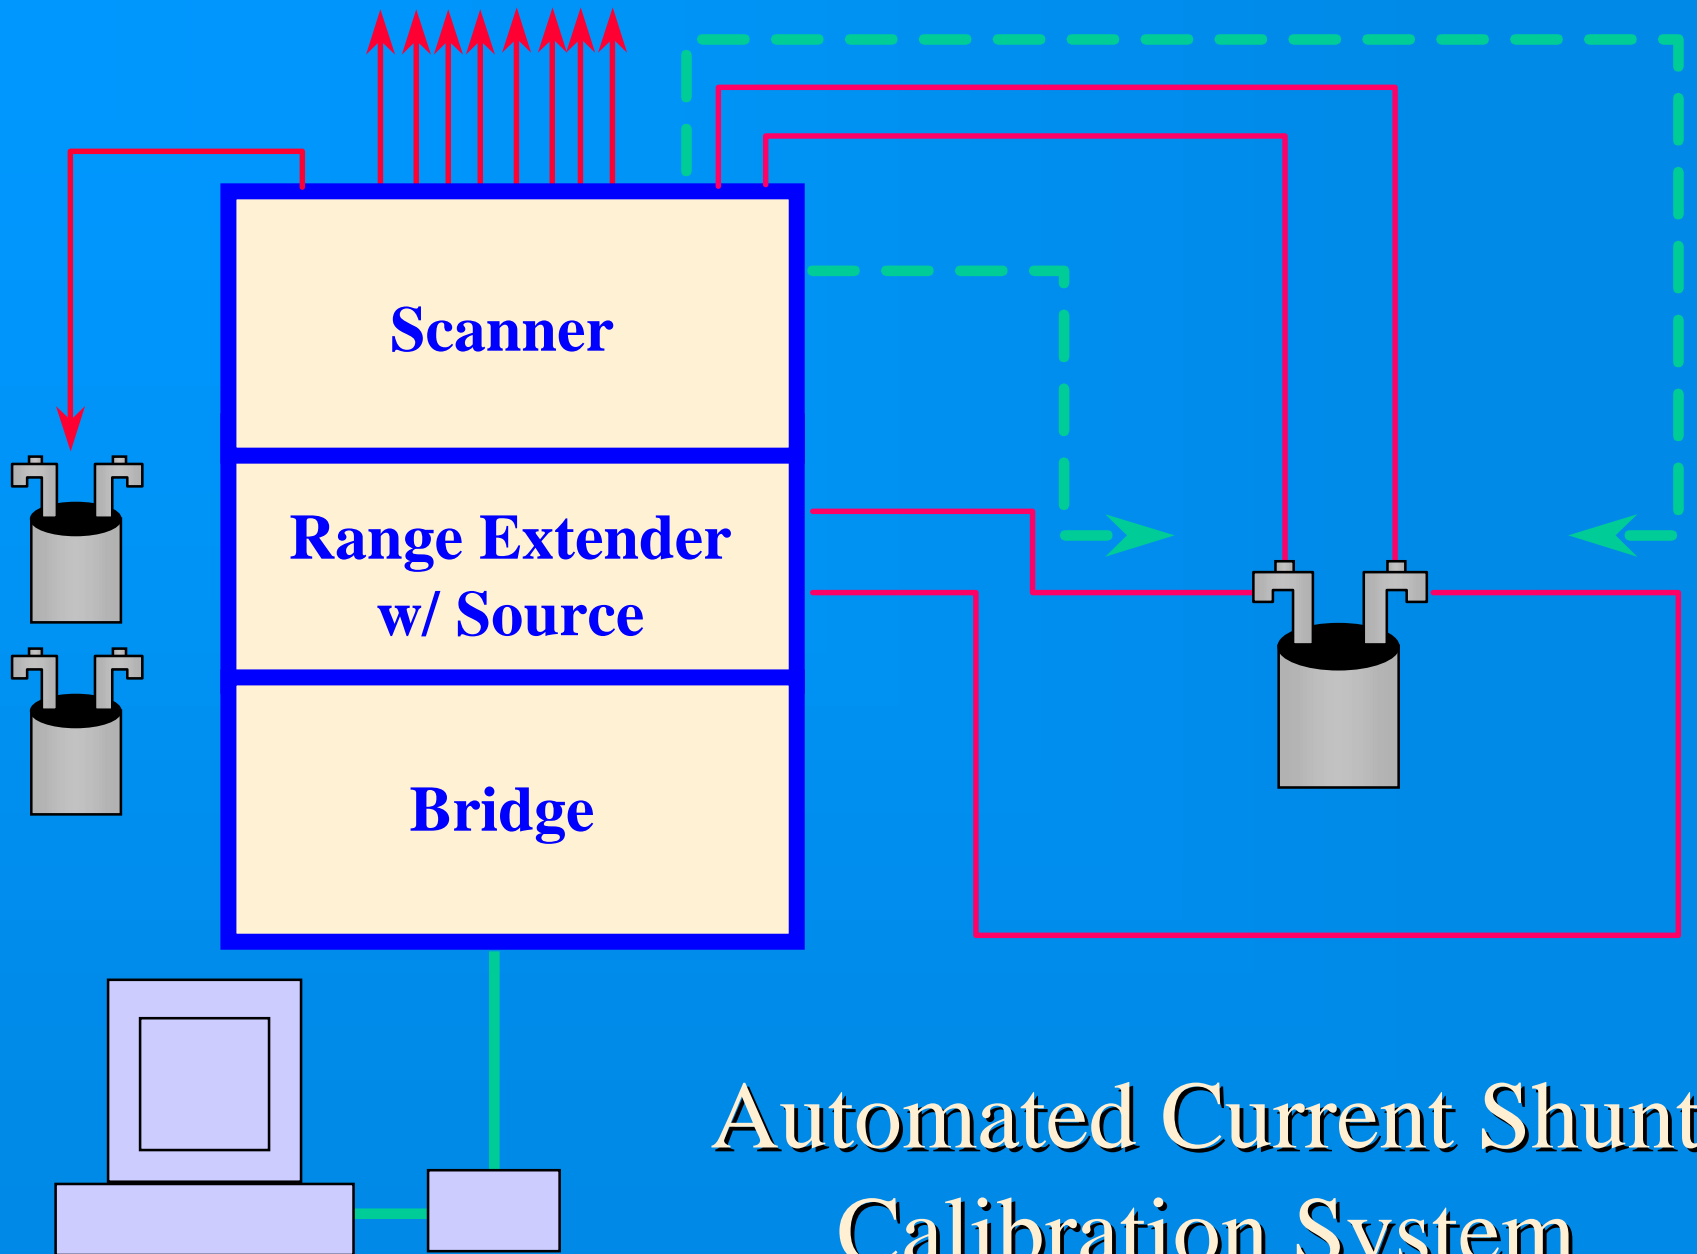 Scanner
Range Extender
w/ Source
Bridge
Automated Current Shunt
Calibration System